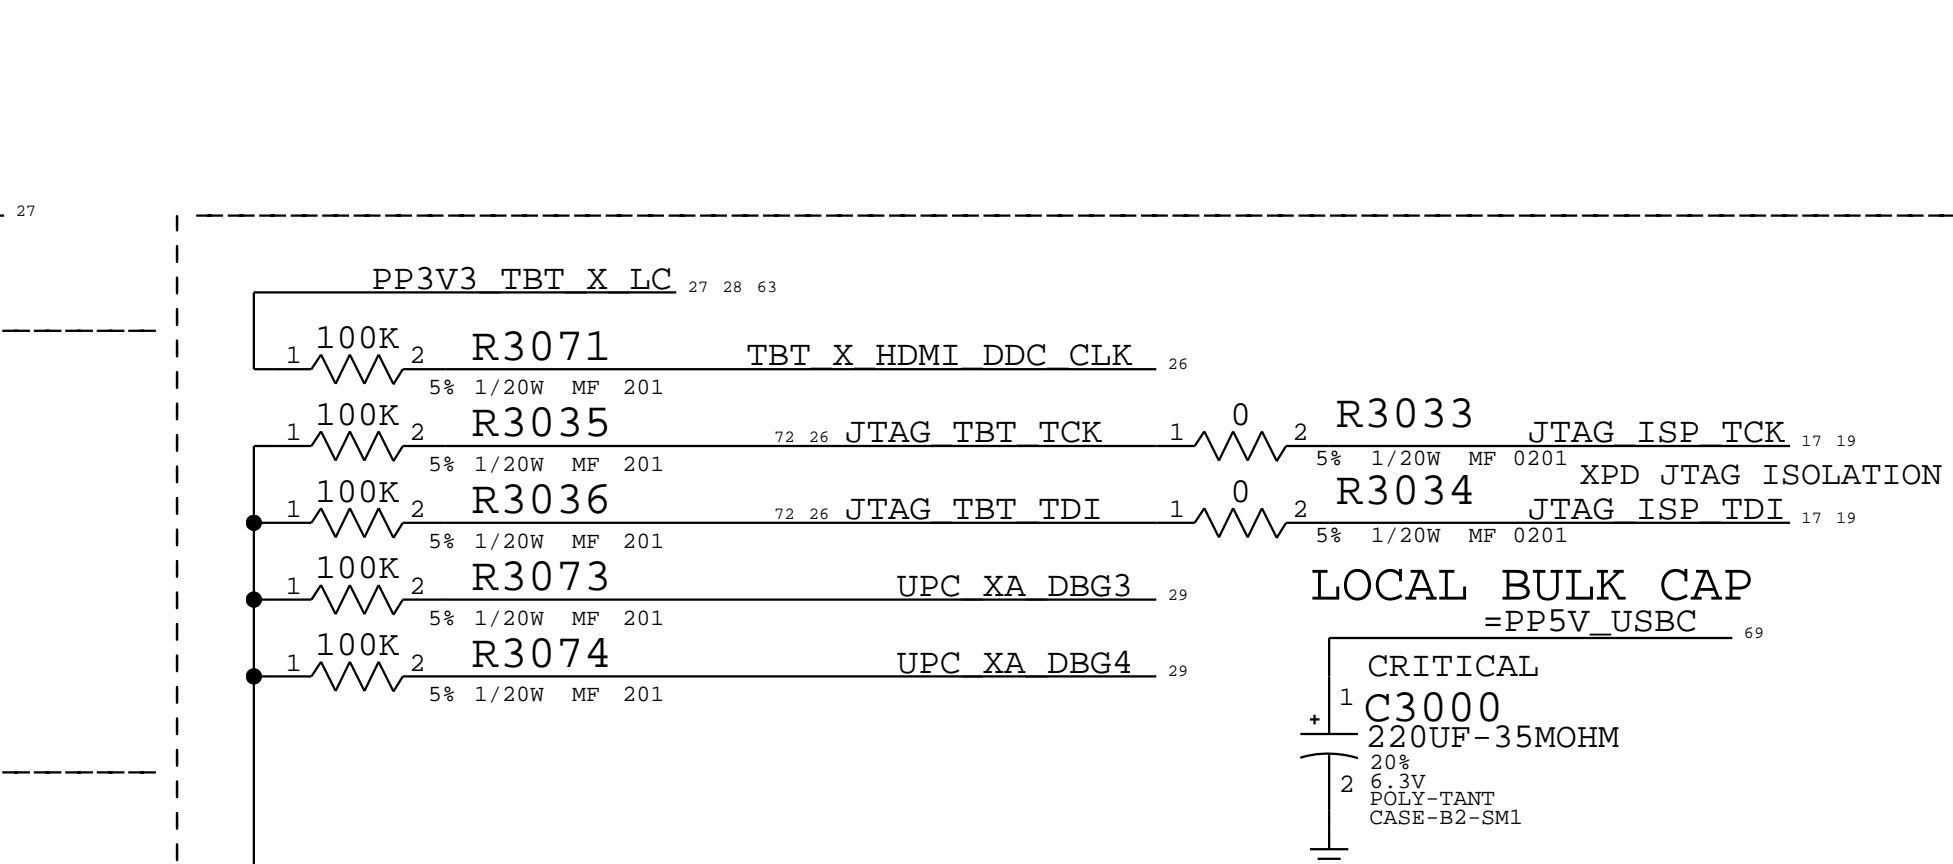 27
PP3V3_TBT_X_LC 27 28 63
1 100K 2 R3071 TBT_X_HDMI_DDC_CLK 26
5% 1/20W MF 201
1 100K 2 R3035 72 26 JTAG_TBT_TCK 1 0 2 R3033 JTAG_ISP_TCK 17 19
5% 1/20W MF 201 5% 1/20W MF 0201
XPD JTAG ISOLATION
1 100K 2 R3036 72 26 JTAG_TBT_TDI 1 0 2 R3034 JTAG_ISP_TDI 17 19
5% 1/20W MF 201 5% 1/20W MF 0201
1 100K 2 R3073 UPC_XA_DBG3 29
5% 1/20W MF 201
1 100K 2 R3074 UPC_XA_DBG4 29
5% 1/20W MF 201
LOCAL BULK CAP
=PP5V_USBC 69
CRITICAL
1 C3000
+ 220UF-35MOHM
20%
2 6.3V
POLY-TANT
CASE-B2-SM1